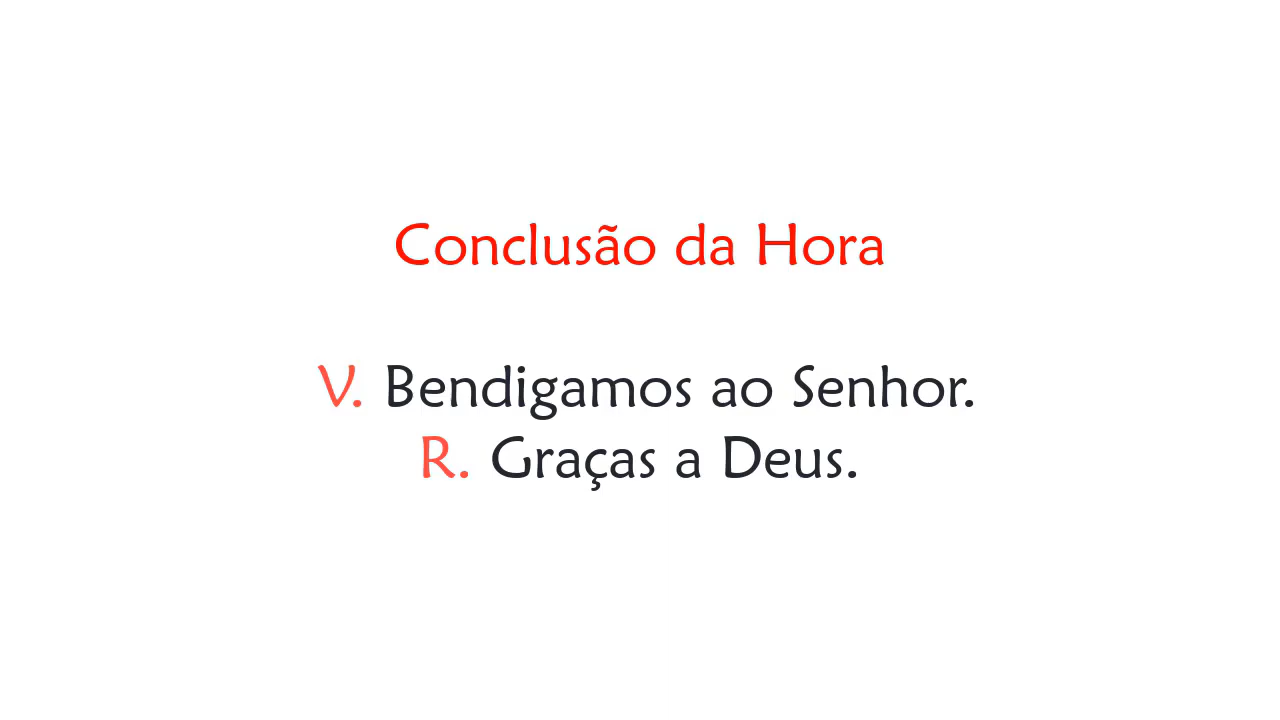 Conclusão da Hora
V. Bendigamos ao Senhor.
R. Graças a Deus.